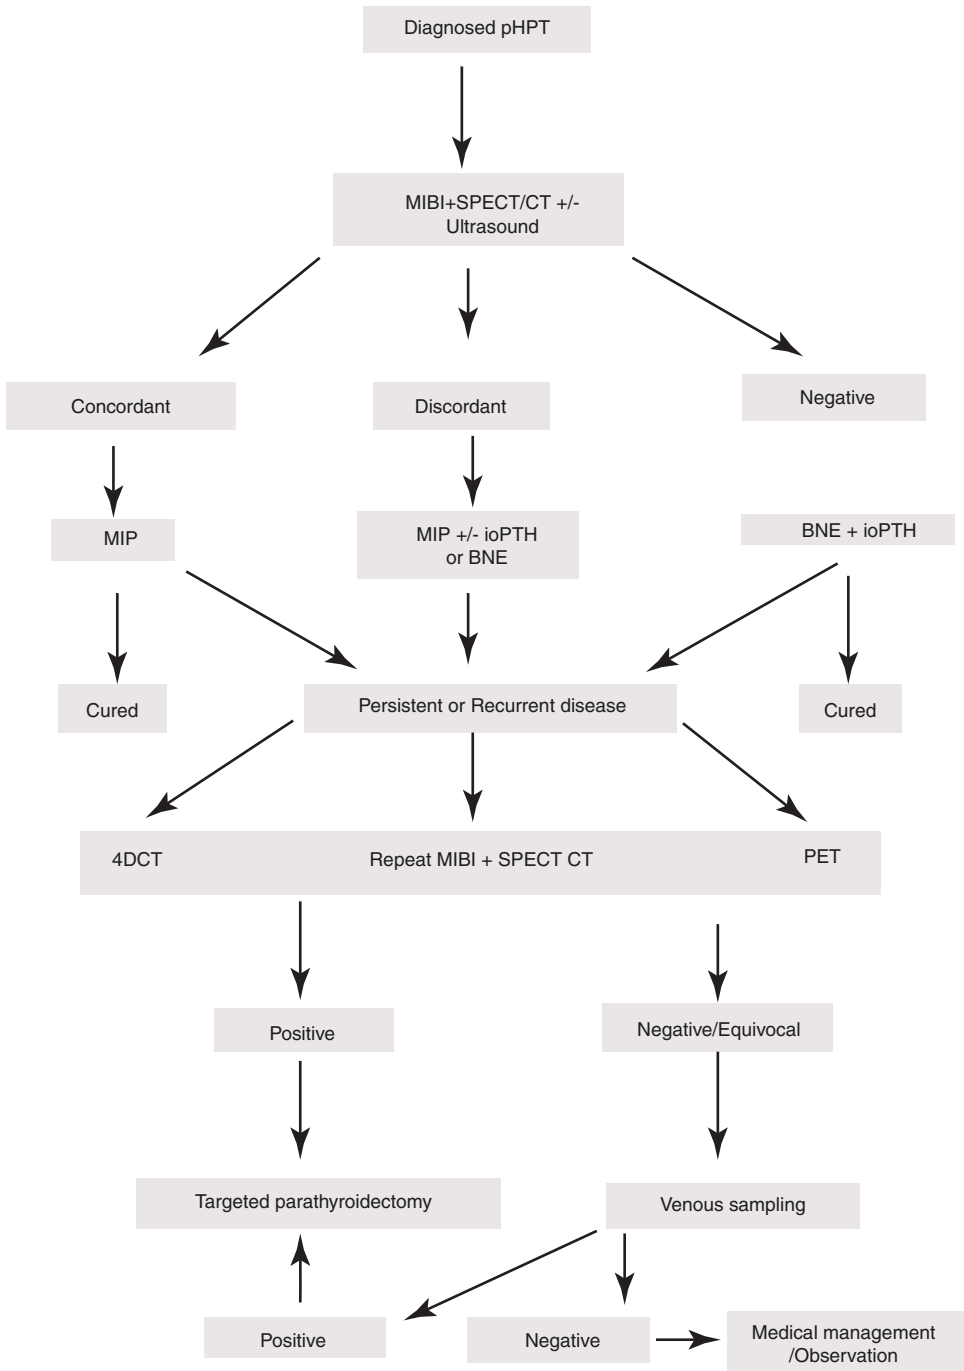 Diagnosed pHPT
MIBI+SPECT/CT +/-
Ultrasound
Concordant
Discordant
Negative
MIP
MIP +/- ioPTH
or BNE
BNE + ioPTH
Cured
Persistent or Recurrent disease
Cured
4DCT
Repeat MIBI + SPECT CT
PET
Positive
Negative/Equivocal
Targeted parathyroidectomy
Venous sampling
Positive
Negative
Medical management
/Observation